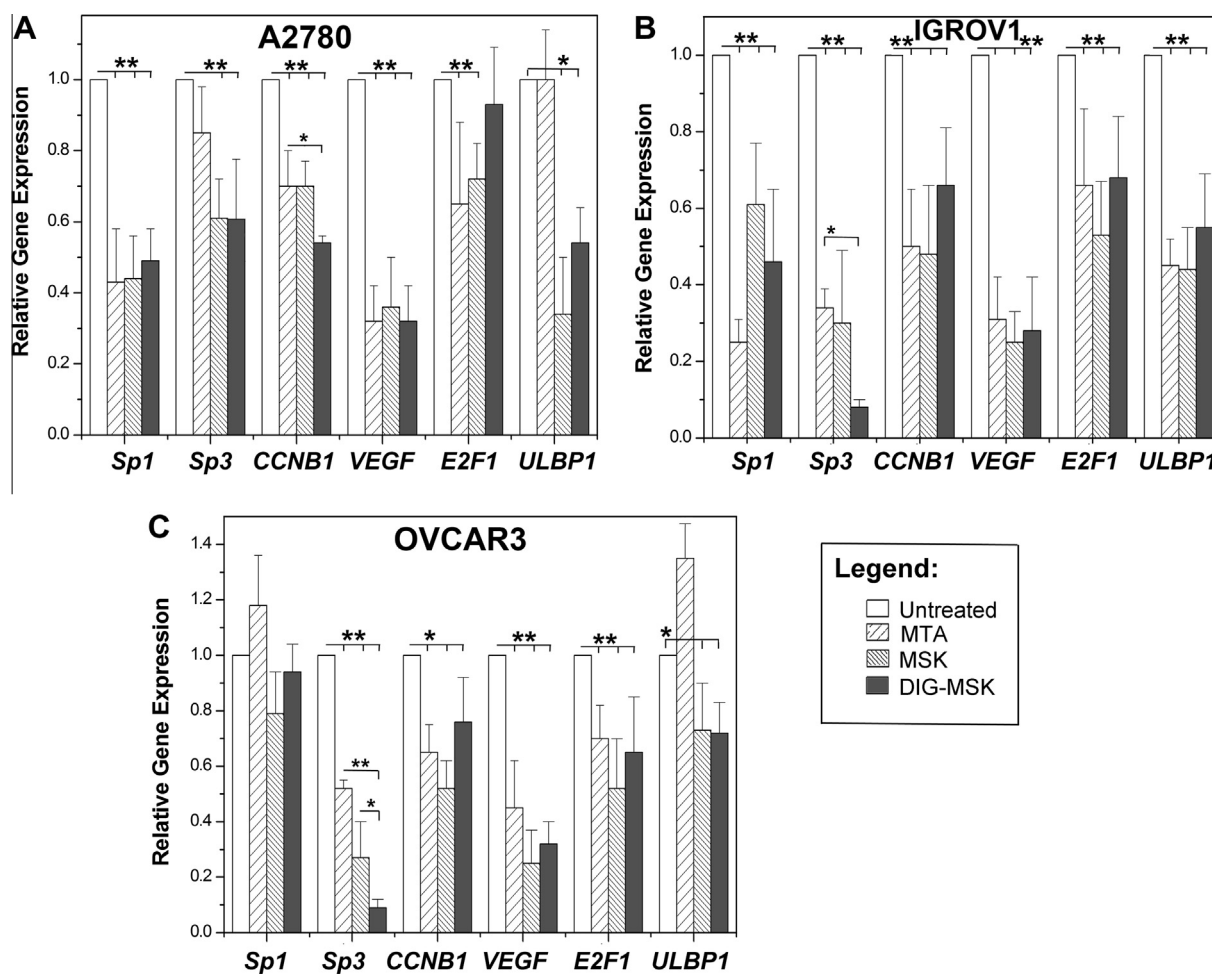 A
A2780
** ** ** ** ** *
*
Relative Gene Expression
1.0
0.8
0.6
0.4
0.2
0.0
Sp1 Sp3 CCNB1 VEGF E2F1 ULBP1
B
IGROV1
** ** ** ** ** **
*
Relative Gene Expression
1.0
0.8
0.6
0.4
0.2
0.0
Sp1 Sp3 CCNB1 VEGF E2F1 ULBP1
C
OVCAR3
** * ** ** *
**
*
Relative Gene Expression
1.4
1.2
1.0
0.8
0.6
0.4
0.2
0.0
Sp1 Sp3 CCNB1 VEGF E2F1 ULBP1
Legend:
Untreated
MTA
MSK
DIG-MSK